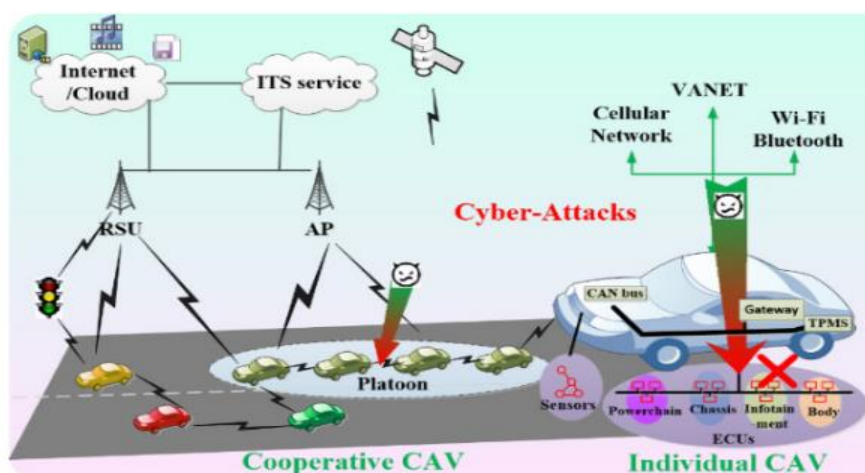 Internet
/Cloud
ITS service
VANET
Cellular
Network
Wi-Fi
Bluetooth
Cyber-Attacks
RSU
AP
CAN bus
Gateway
TPMS
Platoon
Sensors
Powerchain
Chassis
Infotain
ment
Body
ECUs
Cooperative CAV
Individual CAV